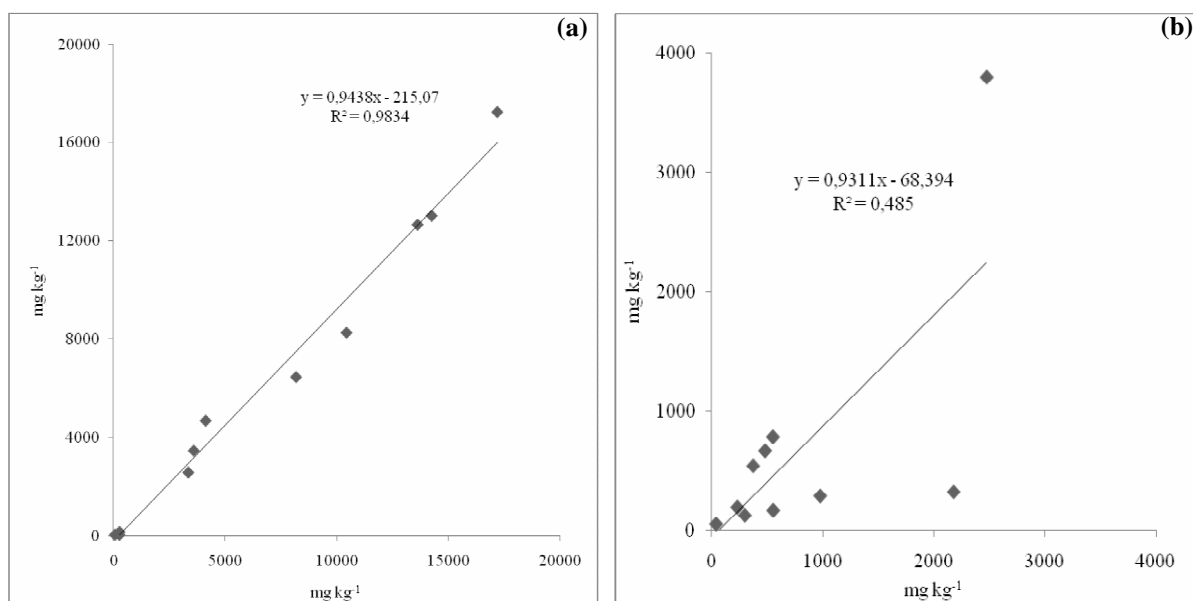 (a)
20000
16000
12000
8000
4000
0
mg kg⁻¹
y = 0,9438x - 215,07
R² = 0,9834
0 5000 10000 15000 20000
mg kg⁻¹
(b)
4000
3000
2000
1000
0
mg kg⁻¹
y = 0,9311x - 68,394
R² = 0,485
0 1000 2000 3000 4000
mg kg⁻¹